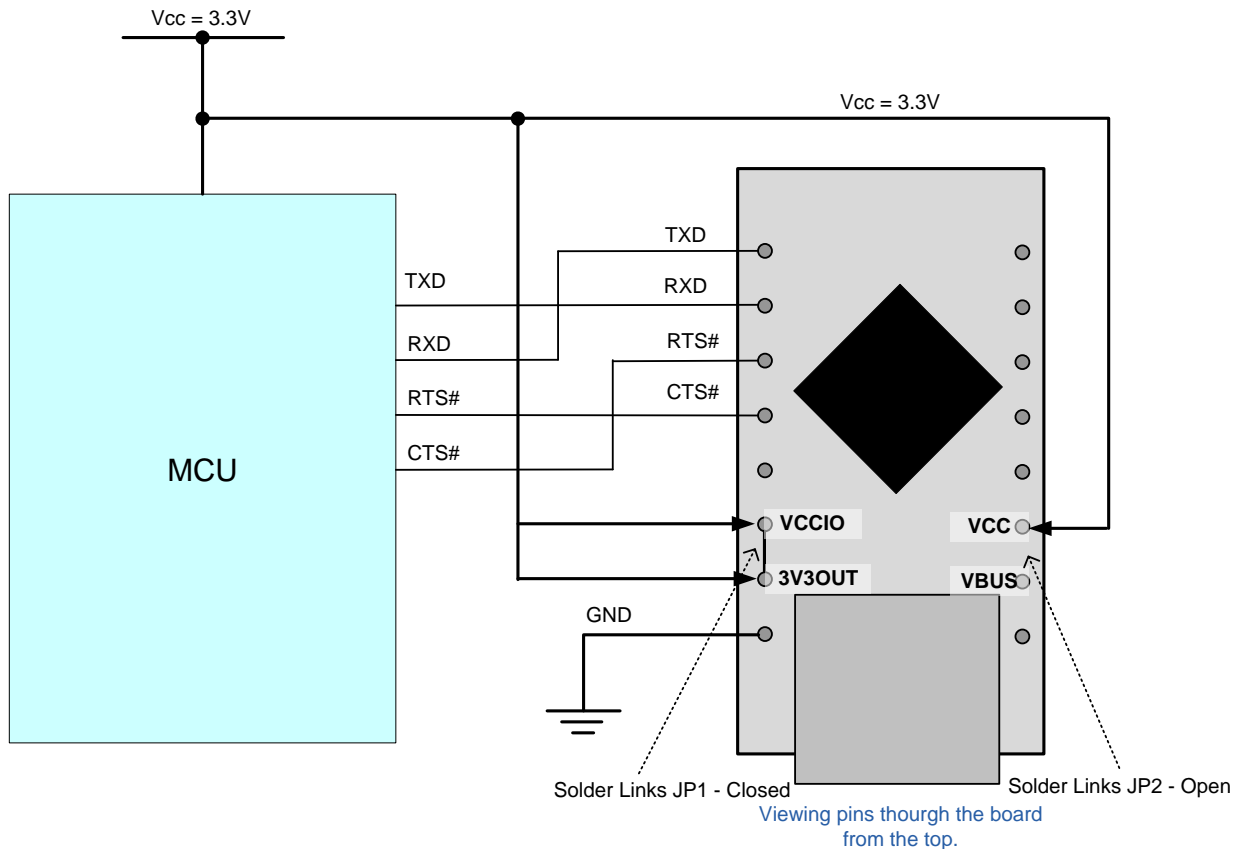 Vcc = 3.3V
Vcc = 3.3V
TXD
RXD
RTS#
CTS#
TXD
RXD
RTS#
CTS#
MCU
VCCIO
VCC
3V3OUT
VBUS
GND
Solder Links JP1 - Closed
Solder Links JP2 - Open
Viewing pins thourgh the board
from the top.